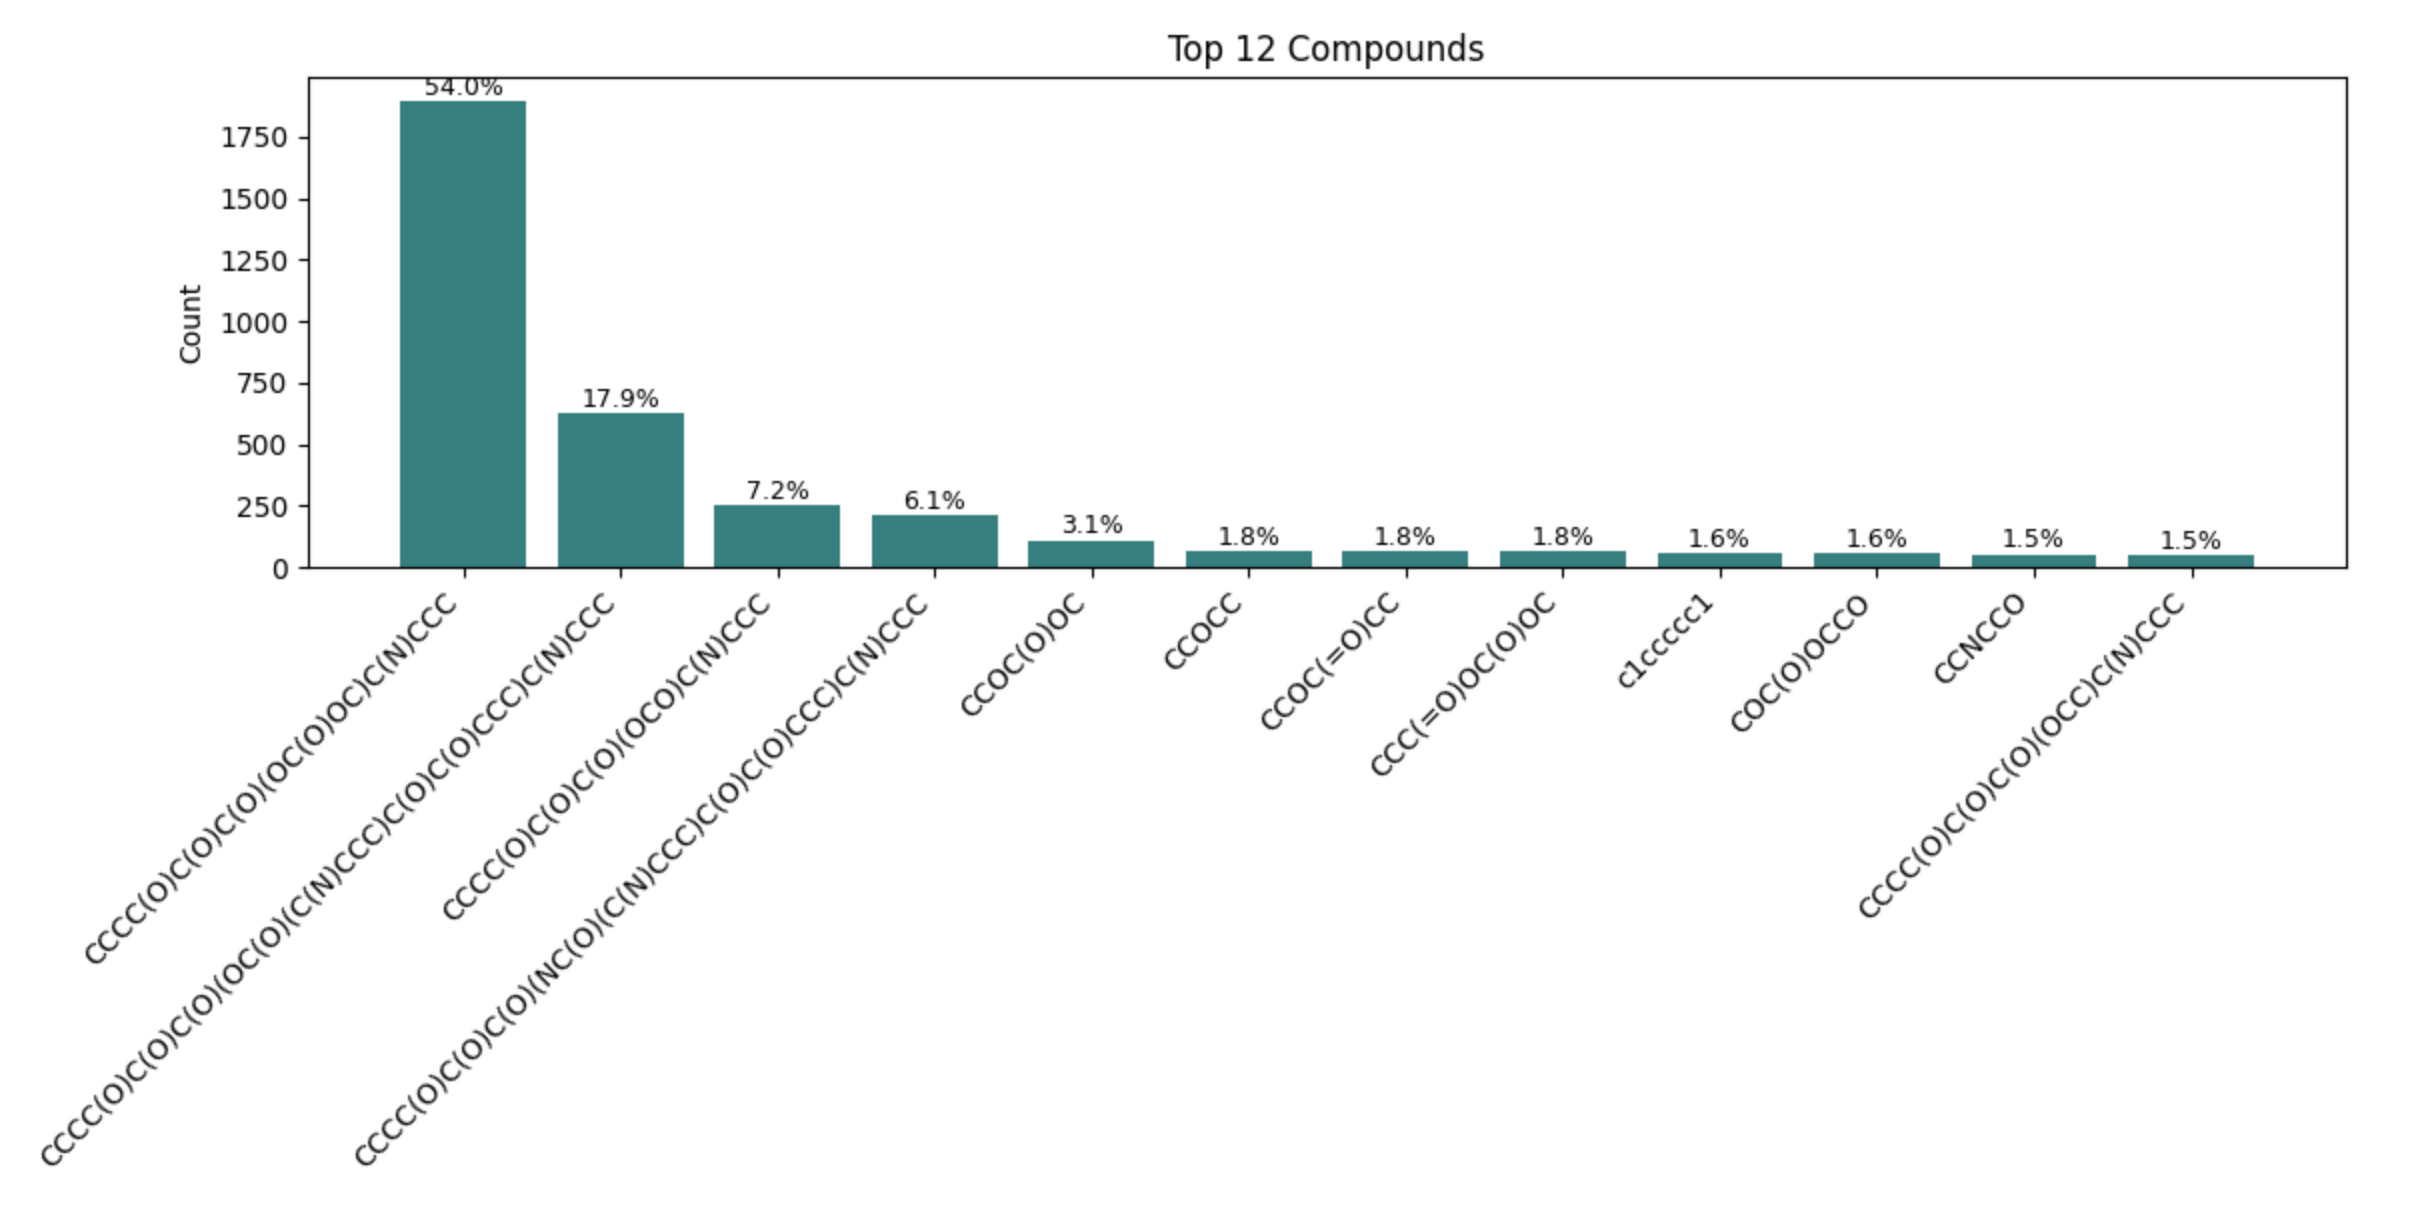 Top 12 Compounds
Count
1750
1500
1250
1000
750
500
250
0
54.0%
17.9%
7.2%
6.1%
3.1%
1.8%
1.8%
1.8%
1.6%
1.6%
1.5%
1.5%
CCCC(O)C(O)C(O)(OC(O)OC)C(N)CCC
CCCC(O)C(O)C(O)(OC(O)(C(N)CCC)C(O)C(O)CCC)C(N)CCC
CCCC(O)C(O)C(O)(OCO)C(N)CCC
CCCC(O)C(O)C(O)(NC(O)(C(N)CCC)C(O)C(O)CCC)C(N)CCC
CCOC(O)OC
CCOCC
CCOC(=O)CC
CCC(=O)OC(O)OC
c1ccccc1
COC(O)OCCO
CCNCCO
CCCC(O)C(O)C(O)(OCC)C(N)CCC